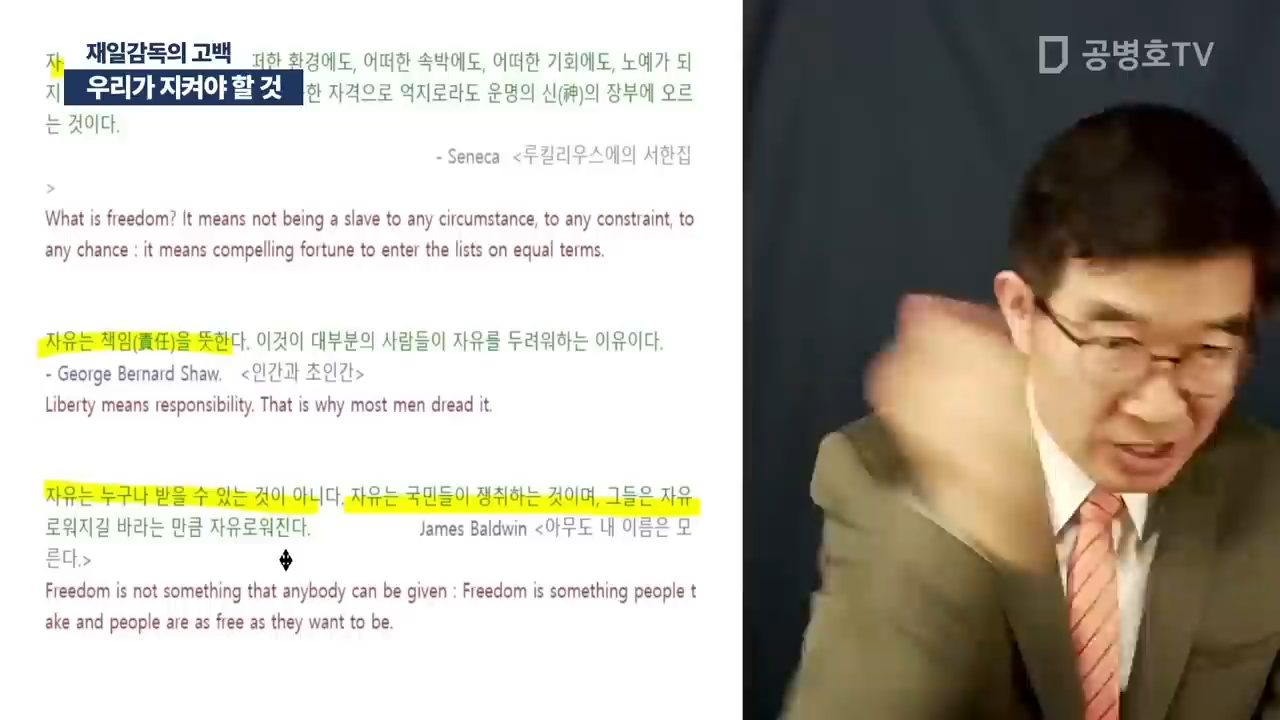 재일감독의 고백
우리가 지켜야 할 것
공병호TV
자 떠한 환경에도, 어떠한 속박에도, 어떠한 기회에도, 노예가 되
지 한 자격으로 억지로라도 운명의 신(神)의 장부에 오르
는 것이다.
- Seneca <루킬리우스에의 서한집
>
What is freedom? It means not being a slave to any circumstance, to any constraint, to
any chance : it means compelling fortune to enter the lists on equal terms.
자유는 책임(責任)을 뜻한다. 이것이 대부분의 사람들이 자유를 두려워하는 이유이다.
- George Bernard Shaw. <인간과 초인간>
Liberty means responsibility. That is why most men dread it.
자유는 누구나 받을 수 있는 것이 아니다. 자유는 국민들이 쟁취하는 것이며, 그들은 자유
로워지길 바라는 만큼 자유로워진다. James Baldwin <아무도 내 이름은 모
른다.>
Freedom is not something that anybody can be given : Freedom is something people t
ake and people are as free as they want to be.